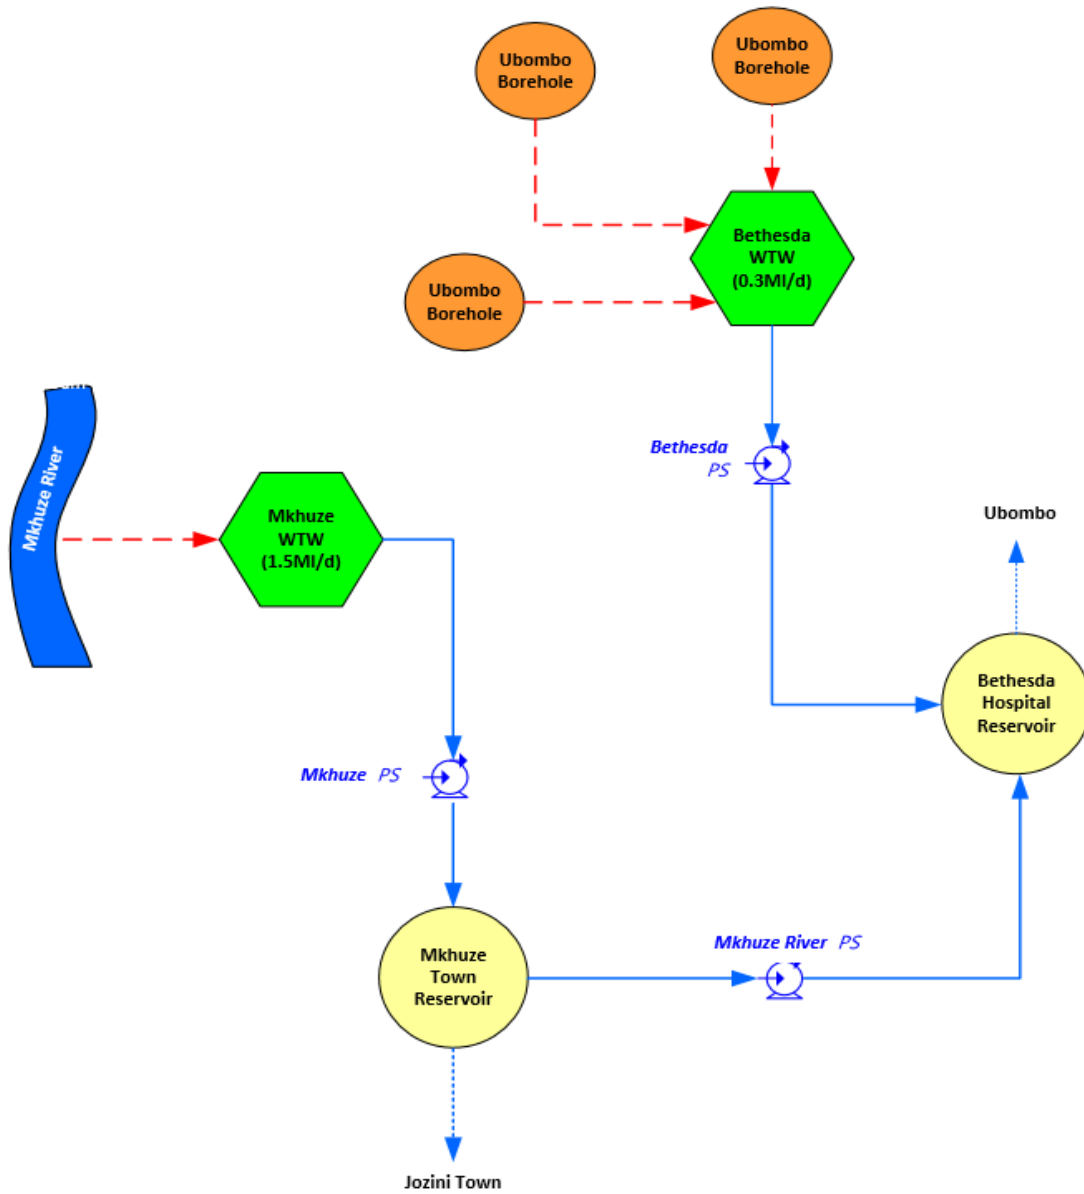 Ubombo
Borehole
Ubombo
Borehole
Bethesda
WTW
(0.3Ml/d)
Ubombo
Borehole
Mkhuze River
Mkhuze
WTW
(1.5Ml/d)
Bethesda
PS
Ubombo
Bethesda
Hospital
Reservoir
Mkhuze PS
Mkhuze
Town
Reservoir
Mkhuze River PS
Jozini Town